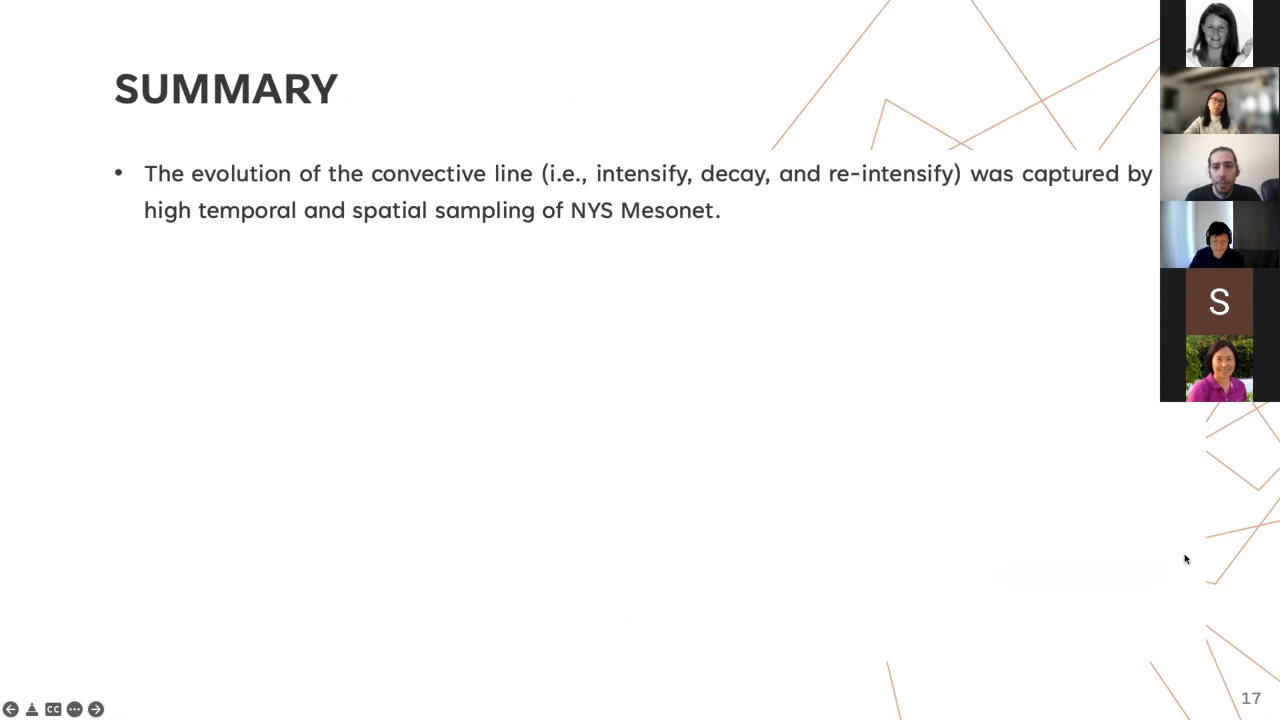 SUMMARY
• The evolution of the convective line (i.e., intensify, decay, and re-intensify) was captured by
high temporal and spatial sampling of NYS Mesonet.
S
CC
17